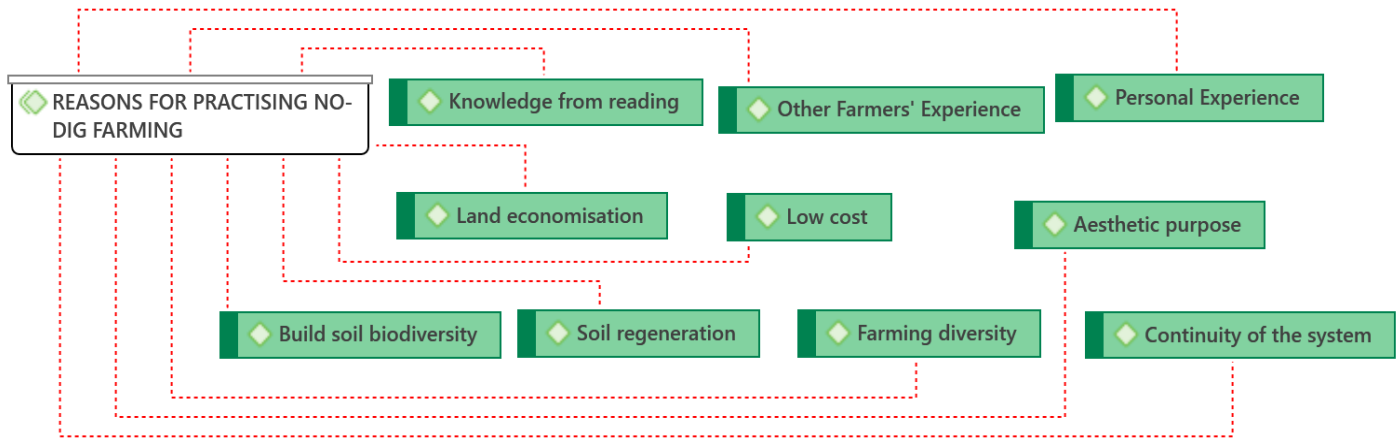 REASONS FOR PRACTISING NO-
DIG FARMING
Knowledge from reading
Other Farmers' Experience
Personal Experience
Land economisation
Low cost
Aesthetic purpose
Build soil biodiversity
Soil regeneration
Farming diversity
Continuity of the system